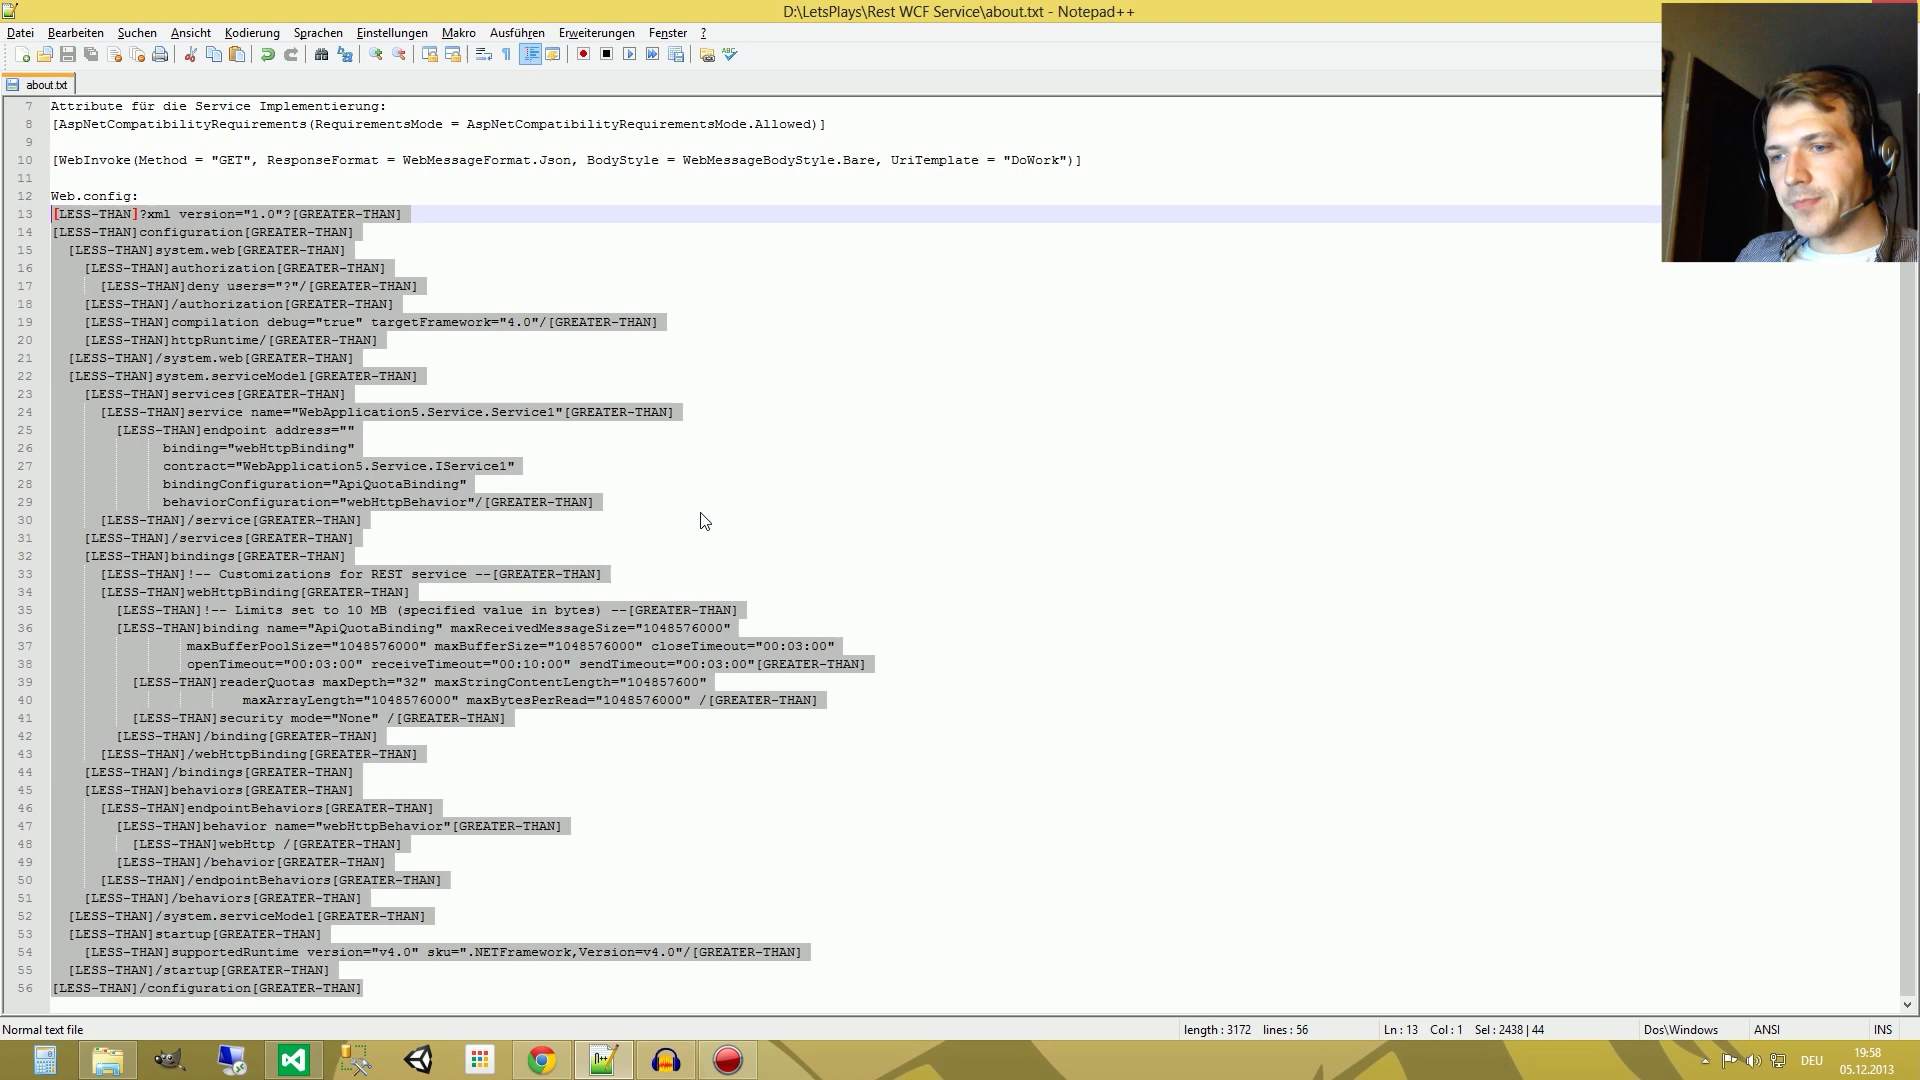 D:\LetsPlays\Rest WCF Service\about.txt - Notepad++
Datei Bearbeiten Suchen Ansicht Kodierung Sprachen Einstellungen Makro Ausführen Erweiterungen Fenster ?
about.txt
7 Attribute für die Service Implementierung:
8 [AspNetCompatibilityRequirements(RequirementsMode = AspNetCompatibilityRequirementsMode.Allowed)]
9
10 [WebInvoke(Method = "GET", ResponseFormat = WebMessageFormat.Json, BodyStyle = WebMessageBodyStyle.Bare, UriTemplate = "DoWork")]
11
12 Web.config:
13 [LESS-THAN]?xml version="1.0"?[GREATER-THAN]
14 [LESS-THAN]configuration[GREATER-THAN]
15 [LESS-THAN]system.web[GREATER-THAN]
16 [LESS-THAN]authorization[GREATER-THAN]
17 [LESS-THAN]deny users="?"/[GREATER-THAN]
18 [LESS-THAN]/authorization[GREATER-THAN]
19 [LESS-THAN]compilation debug="true" targetFramework="4.0"/[GREATER-THAN]
20 [LESS-THAN]httpRuntime/[GREATER-THAN]
21 [LESS-THAN]/system.web[GREATER-THAN]
22 [LESS-THAN]system.serviceModel[GREATER-THAN]
23 [LESS-THAN]services[GREATER-THAN]
24 [LESS-THAN]service name="WebApplication5.Service.Service1"[GREATER-THAN]
25 [LESS-THAN]endpoint address=""
26 binding="webHttpBinding"
27 contract="WebApplication5.Service.IService1"
28 bindingConfiguration="ApiQuotaBinding"
29 behaviorConfiguration="webHttpBehavior"/[GREATER-THAN]
30 [LESS-THAN]/service[GREATER-THAN]
31 [LESS-THAN]/services[GREATER-THAN]
32 [LESS-THAN]bindings[GREATER-THAN]
33 [LESS-THAN]!-- Customizations for REST service --[GREATER-THAN]
34 [LESS-THAN]webHttpBinding[GREATER-THAN]
35 [LESS-THAN]!-- Limits set to 10 MB (specified value in bytes) --[GREATER-THAN]
36 [LESS-THAN]binding name="ApiQuotaBinding" maxReceivedMessageSize="1048576000"
37 maxBufferPoolSize="1048576000" maxBufferSize="1048576000" closeTimeout="00:03:00"
38 openTimeout="00:03:00" receiveTimeout="00:10:00" sendTimeout="00:03:00"[GREATER-THAN]
39 [LESS-THAN]readerQuotas maxDepth="32" maxStringContentLength="104857600"
40 maxArrayLength="1048576000" maxBytesPerRead="1048576000" /[GREATER-THAN]
41 [LESS-THAN]security mode="None" /[GREATER-THAN]
42 [LESS-THAN]/binding[GREATER-THAN]
43 [LESS-THAN]/webHttpBinding[GREATER-THAN]
44 [LESS-THAN]/bindings[GREATER-THAN]
45 [LESS-THAN]behaviors[GREATER-THAN]
46 [LESS-THAN]endpointBehaviors[GREATER-THAN]
47 [LESS-THAN]behavior name="webHttpBehavior"[GREATER-THAN]
48 [LESS-THAN]webHttp /[GREATER-THAN]
49 [LESS-THAN]/behavior[GREATER-THAN]
50 [LESS-THAN]/endpointBehaviors[GREATER-THAN]
51 [LESS-THAN]/behaviors[GREATER-THAN]
52 [LESS-THAN]/system.serviceModel[GREATER-THAN]
53 [LESS-THAN]startup[GREATER-THAN]
54 [LESS-THAN]supportedRuntime version="v4.0" sku=".NETFramework,Version=v4.0"/[GREATER-THAN]
55 [LESS-THAN]/startup[GREATER-THAN]
56 [LESS-THAN]/configuration[GREATER-THAN]
Normal text file length : 3172 lines : 56 Ln : 13 Col : 1 Sel : 2438 | 44 Dos\Windows ANSI INS
DEU 19:58
05.12.2013